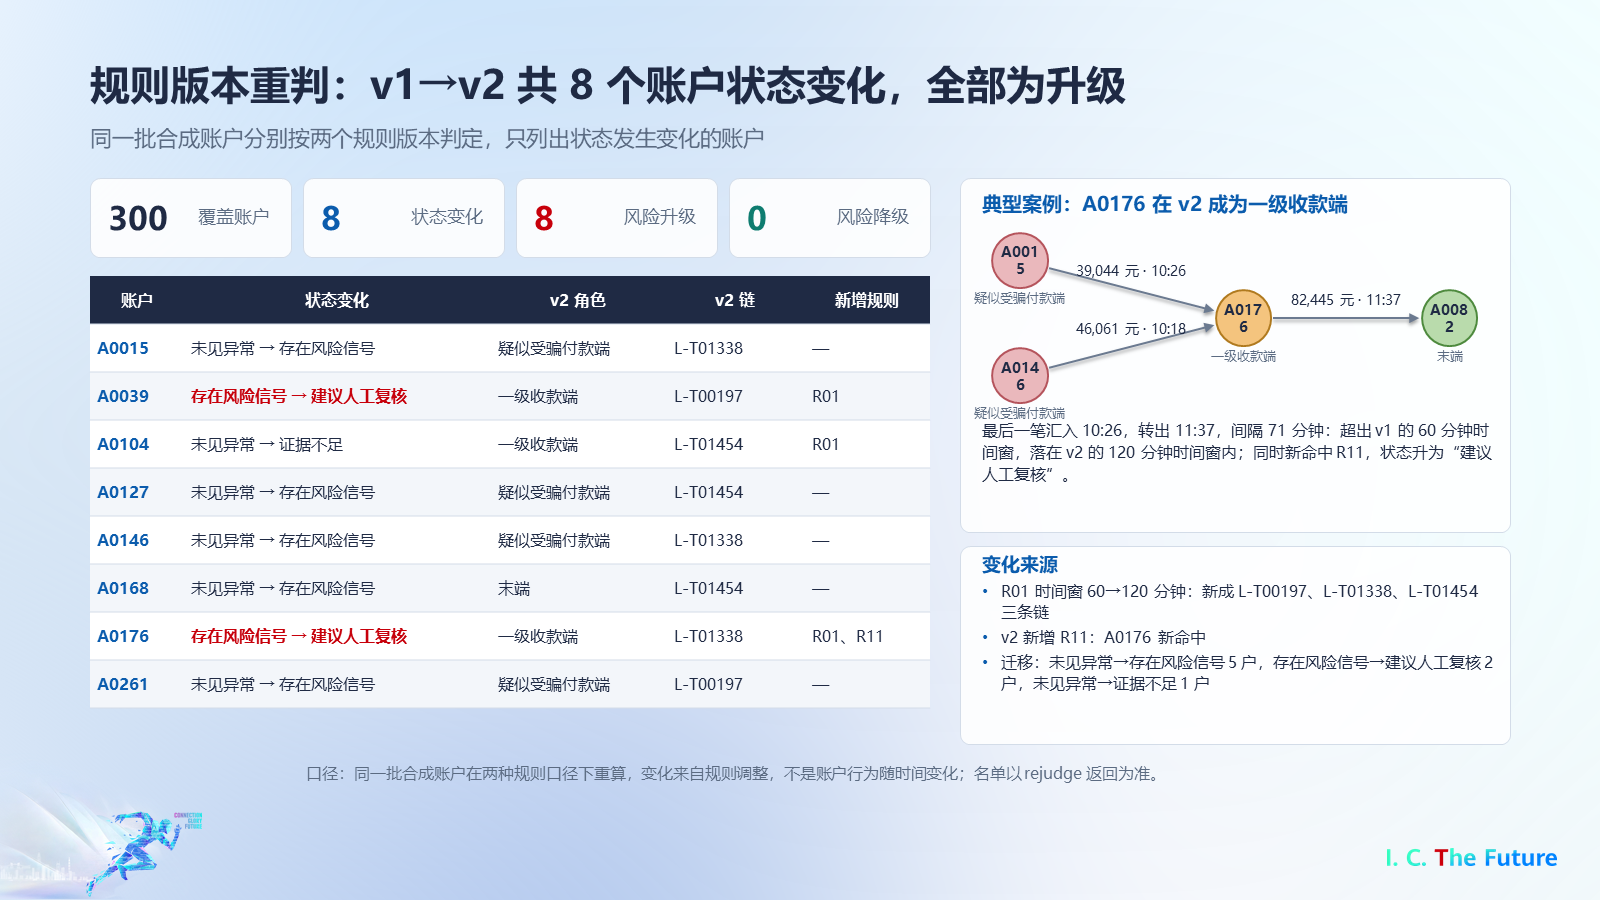 规则版本重判：v1→v2 共 8 个账户状态变化，全部为升级
同一批合成账户分别按两个规则版本判定，只列出状态发生变化的账户
300 覆盖账户
8 状态变化
8 风险升级
0 风险降级
账户 状态变化 v2 角色 v2 链 新增规则
A0015 未见异常 → 存在风险信号 疑似受骗付款端 L-T01338 —
A0039 存在风险信号 → 建议人工复核 一级收款端 L-T00197 R01
A0104 未见异常 → 证据不足 一级收款端 L-T01454 R01
A0127 未见异常 → 存在风险信号 疑似受骗付款端 L-T01454 —
A0146 未见异常 → 存在风险信号 疑似受骗付款端 L-T01338 —
A0168 未见异常 → 存在风险信号 末端 L-T01454 —
A0176 存在风险信号 → 建议人工复核 一级收款端 L-T01338 R01、R11
A0261 未见异常 → 存在风险信号 疑似受骗付款端 L-T00197 —
典型案例：A0176 在 v2 成为一级收款端
A001
5
疑似受骗付款端
39,044 元 · 10:26
46,061 元 · 10:18
A014
6
疑似受骗付款端
A017
6
一级收款端
82,445 元 · 11:37
A008
2
末端
最后一笔汇入 10:26，转出 11:37，间隔 71 分钟：超出 v1 的 60 分钟时
间窗，落在 v2 的 120 分钟时间窗内；同时新命中 R11，状态升为“建议
人工复核”。
变化来源
• R01 时间窗 60→120 分钟：新成 L-T00197、L-T01338、L-T01454
三条链
• v2 新增 R11：A0176 新命中
• 迁移：未见异常→存在风险信号 5 户，存在风险信号→建议人工复核 2
户，未见异常→证据不足 1 户
口径：同一批合成账户在两种规则口径下重算，变化来自规则调整，不是账户行为随时间变化；名单以 rejudge 返回为准。
CONNECTION
GLORY
FUTURE
I. C. The Future